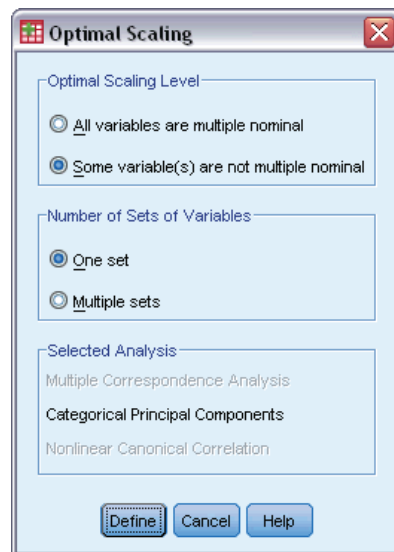 Optimal Scaling
Optimal Scaling Level
All variables are multiple nominal
Some variable(s) are not multiple nominal
Number of Sets of Variables
One set
Multiple sets
Selected Analysis
Multiple Correspondence Analysis
Categorical Principal Components
Nonlinear Canonical Correlation
Define Cancel Help